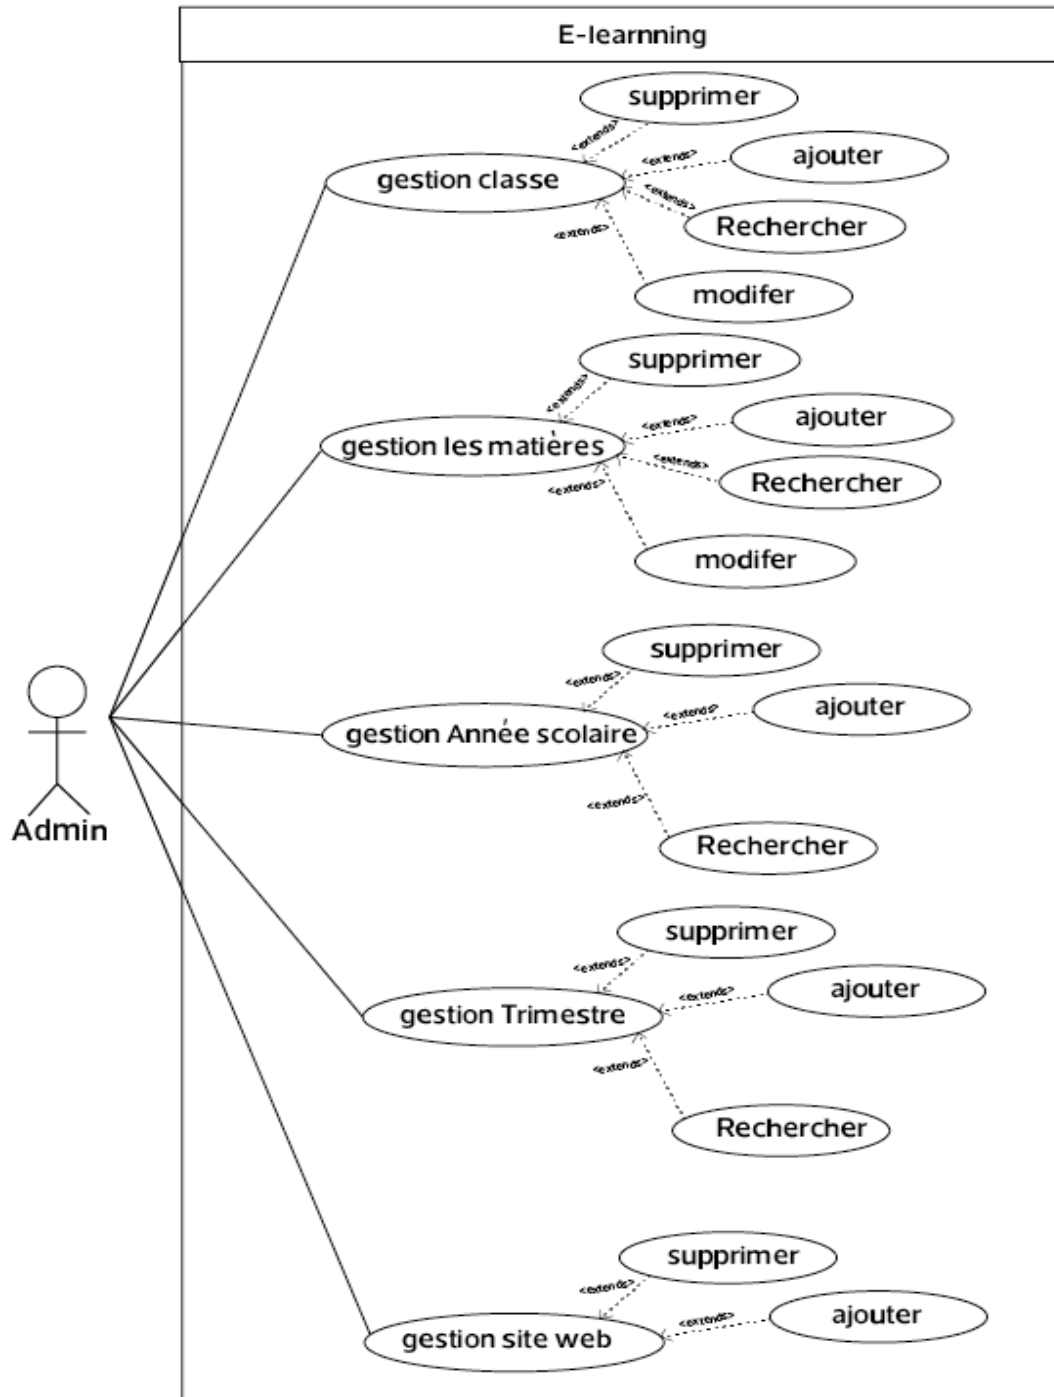 E-learnning
supprimer
<extends>
ajouter
<extends>
gestion classe
<extends>
Rechercher
<extends>
modifer
supprimer
<extends>
ajouter
<extends>
gestion les matières
<extends>
Rechercher
<extends>
modifer
supprimer
<extends>
ajouter
<extends>
gestion Année scolaire
<extends>
Rechercher
Admin
supprimer
<extends>
ajouter
<extends>
gestion Trimestre
<extends>
Rechercher
supprimer
<extends>
ajouter
<extends>
gestion site web